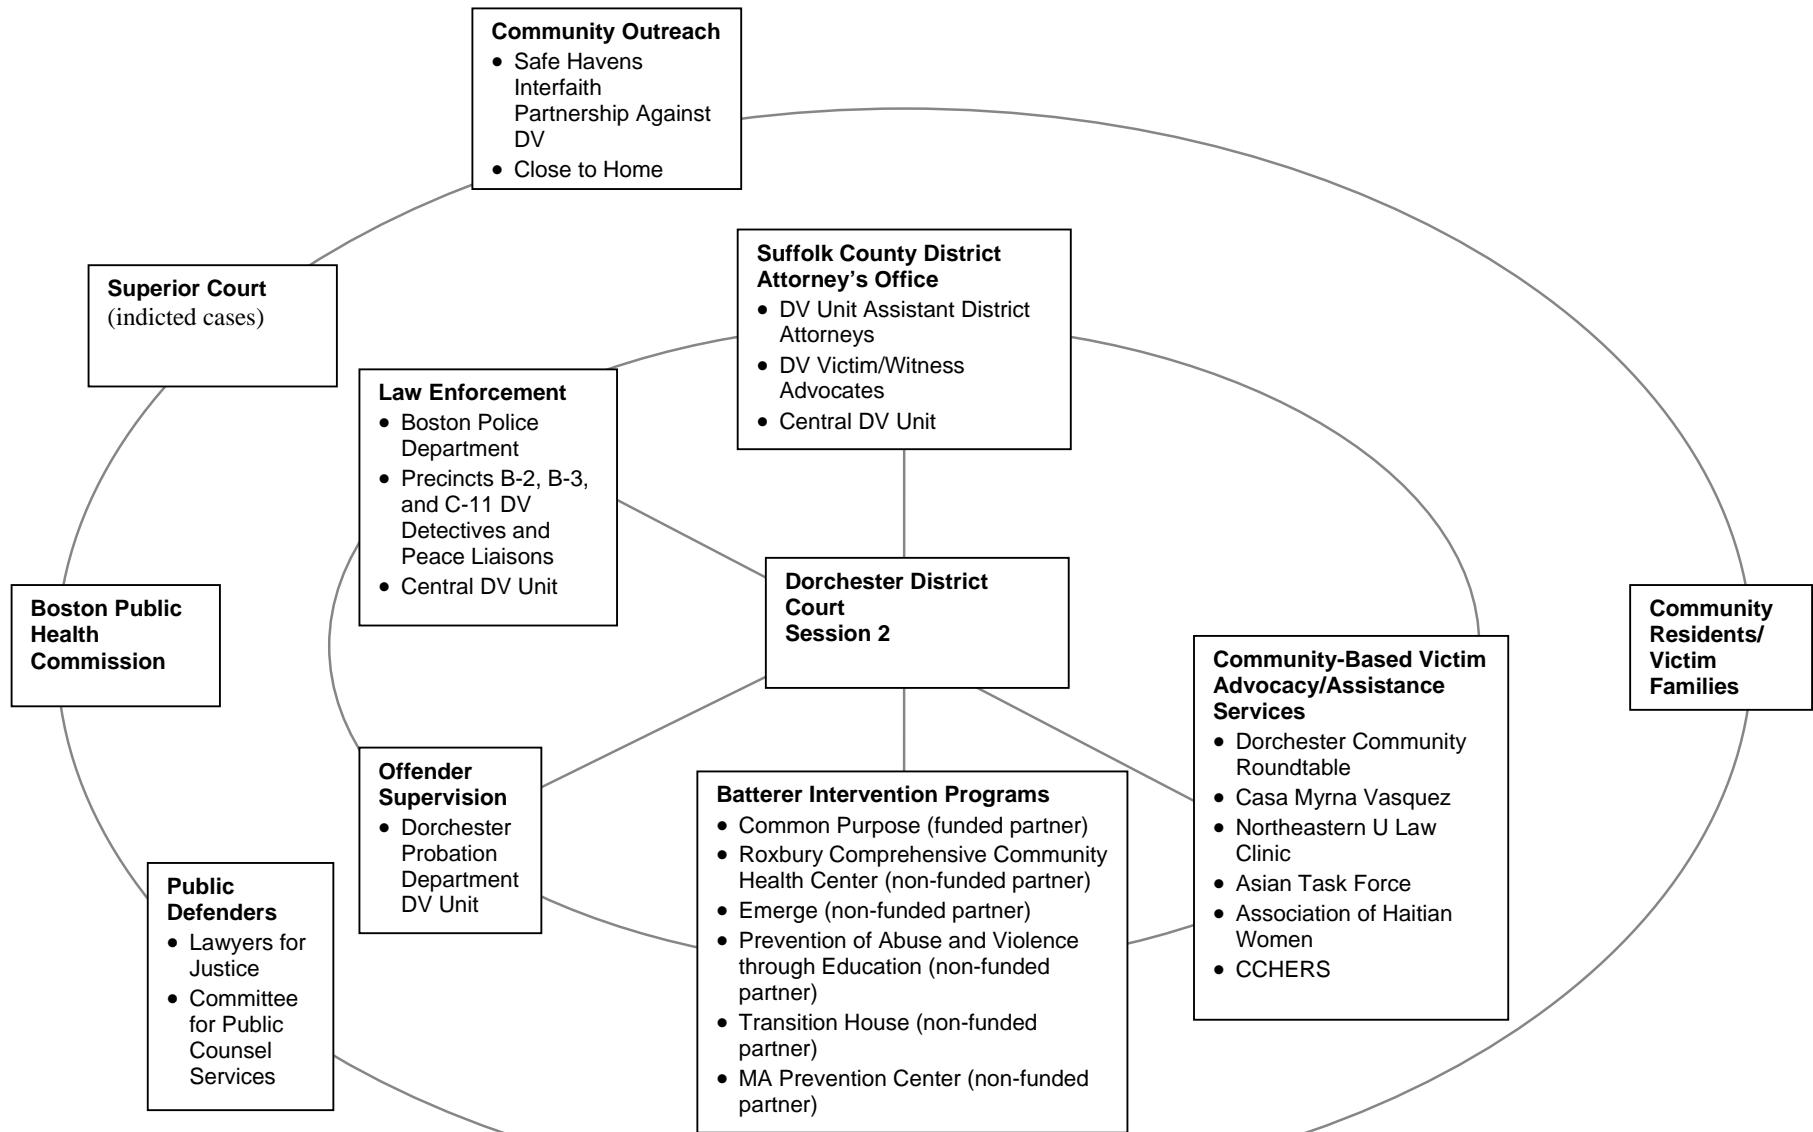 Community Outreach
• Safe Havens
Interfaith
Partnership Against
DV
• Close to Home
Superior Court
(indicted cases)
Suffolk County District
Attorney’s Office
• DV Unit Assistant District
Attorneys
• DV Victim/Witness
Advocates
• Central DV Unit
Law Enforcement
• Boston Police
Department
• Precincts B-2, B-3,
and C-11 DV
Detectives and
Peace Liaisons
• Central DV Unit
Dorchester District
Court
Session 2
Boston Public
Health
Commission
Community
Residents/
Victim
Families
Community-Based Victim
Advocacy/Assistance
Services
• Dorchester Community
Roundtable
• Casa Myrna Vasquez
• Northeastern U Law
Clinic
• Asian Task Force
• Association of Haitian
Women
• CCHERS
Offender
Supervision
• Dorchester
Probation
Department
DV Unit
Batterer Intervention Programs
• Common Purpose (funded partner)
• Roxbury Comprehensive Community
Health Center (non-funded partner)
• Emerge (non-funded partner)
• Prevention of Abuse and Violence
through Education (non-funded
partner)
• Transition House (non-funded
partner)
• MA Prevention Center (non-funded
partner)
Public
Defenders
• Lawyers for
Justice
• Committee
for Public
Counsel
Services